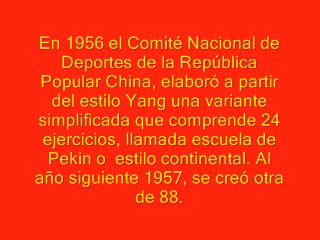 En 1956 el Comité Nacional de
Deportes de la República
Popular China, elaboró a partir
del estilo Yang una variante
simplificada que comprende 24
ejercicios, llamada escuela de
Pekin o  estilo continental. Al
año siguiente 1957, se creó otra
de 88.